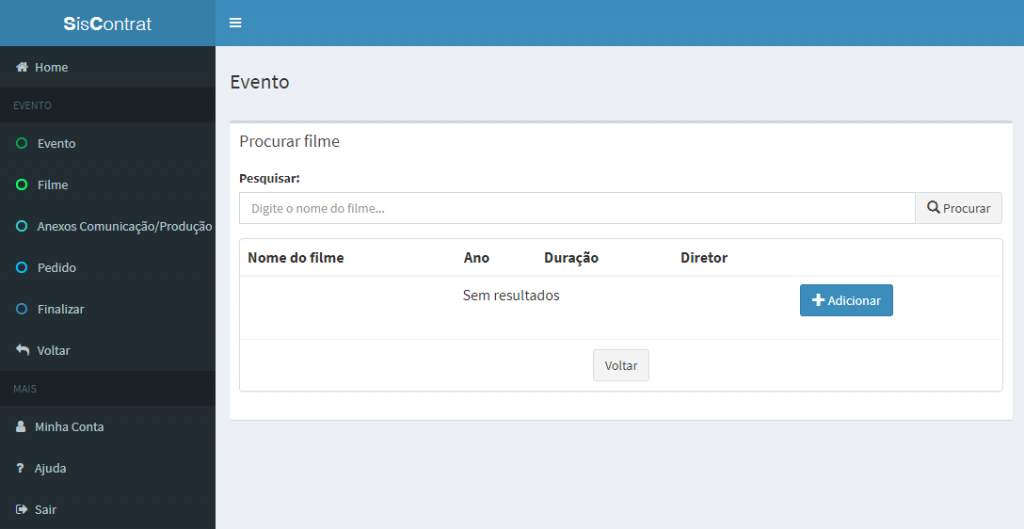 SisContrat
Home
EVENTO
Evento
Filme
Anexos Comunicação/Produção
Pedido
Finalizar
Voltar
MAIS
Minha Conta
Ajuda
Sair
Evento
Procurar filme
Pesquisar:
Digite o nome do filme...
Procurar
Nome do filme Ano Duração Diretor
Sem resultados
Adicionar
Voltar